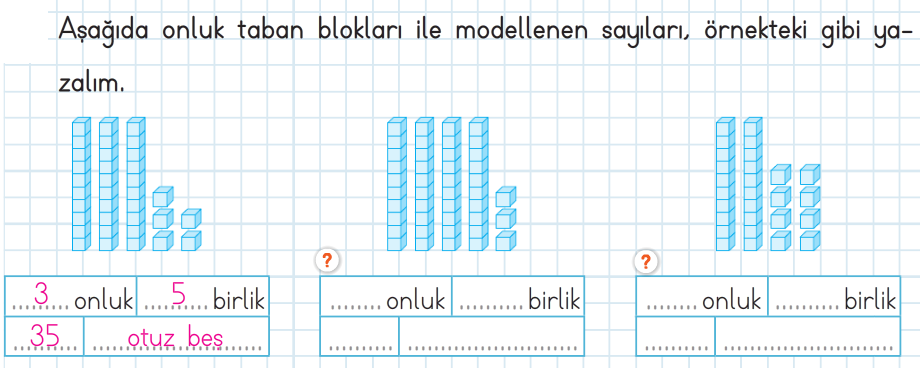 Aşağıda onluk taban blokları ile modellenen sayıları, örnekteki gibi ya-
zalım.
? ?
...3... onluk ...5... birlik ........ onluk .......... birlik ........ onluk .......... birlik
...35... ...otuz beş... .......... .............................. .......... ..............................